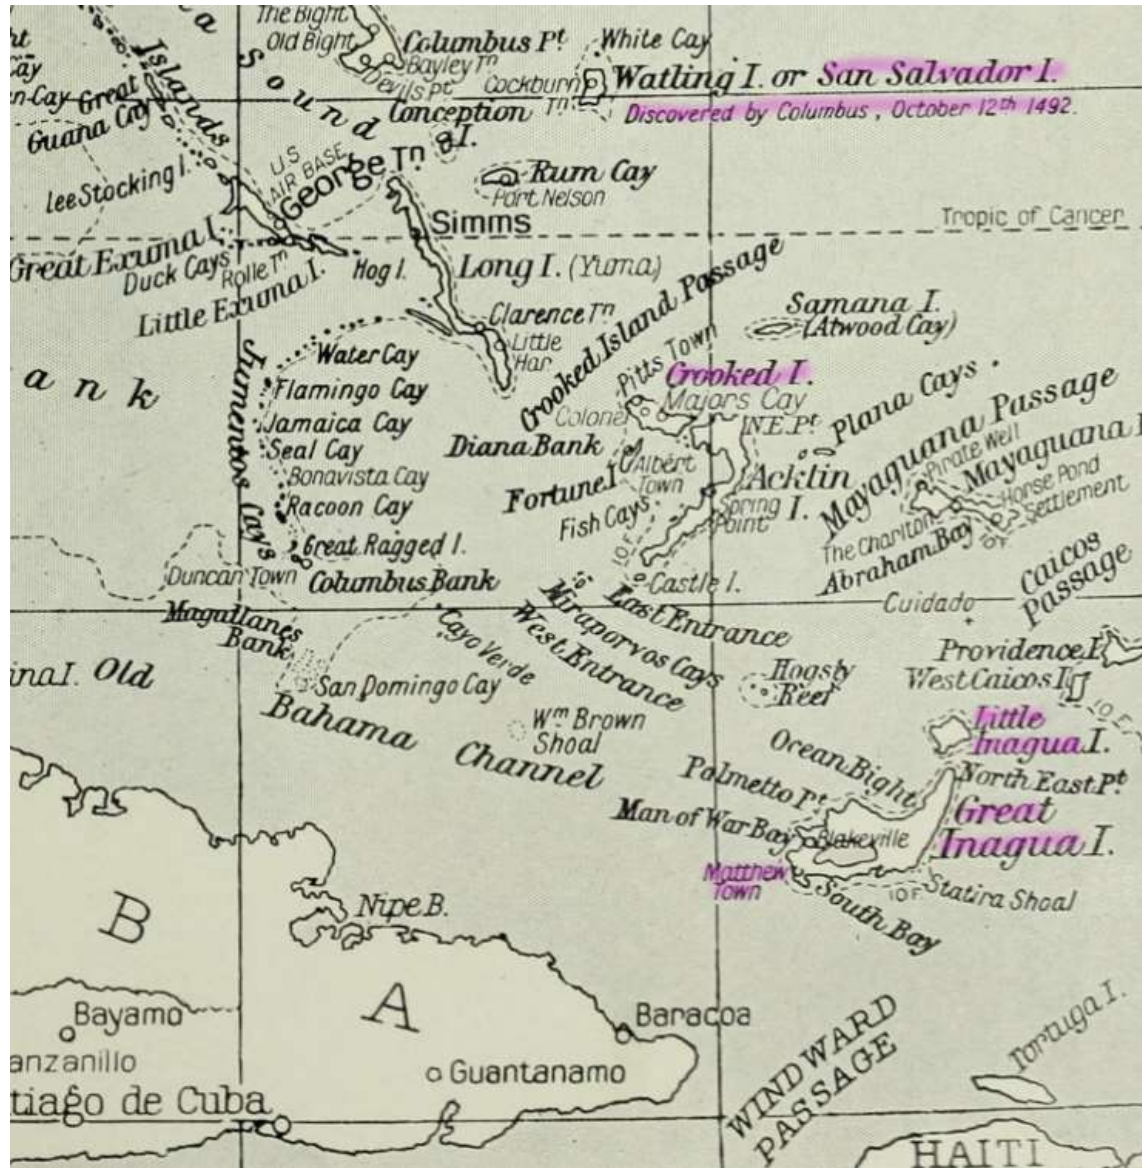 The Bight
Old Bight
Columbus Pt
Bayley Tn
Devils Pt
White Cay
Cockburn
Tn
Watling I. or San Salvador I.
Discovered by Columbus, October 12th 1492.
Conception
I.
Islands
Sound
Great
Guana Cay
Lee Stocking I.
U.S
AIR BASE
George Tn
Rum Cay
Port Nelson
Tropic of Cancer
Simms
Great Exuma I.
Duck Cays
Rolle Tn
Little Exuma I.
Hog I.
Long I. (Yuma)
Crooked Island Passage
Samana I.
(Atwood Cay)
Clarence Tn
Little
Har
Water Cay
Flamingo Cay
Jamaica Cay
Seal Cay
Bonavista Cay
Racoon Cay
Great Ragged I.
Jumentos Cays
ank
Pitts Town
Crooked I.
Majors Cay
Colonel
N.E.Pt
Diana Bank
Albert
Town
Fortune I.
Fish Cays
Acklin
I.
Spring
Point
10 F.
Castle I.
Plana Cays
Mayaguana Passage
Pirate Well
Mayaguana I
Horse Pond
Settlement
The Charlton
Abraham Bay
10 F.
Caicos
Passage
Cuidado
Duncan Town
Columbus Bank
Magallanes
Bank
Cayo Verde
Miraporvos Cays
East Entrance
West Entrance
San Domingo Cay
Old
Bahama Channel
Wm Brown
Shoal
Hogsty
Reef
Providence I.
West Caicos I.
10 F.
Little
Inagua I.
Ocean Bight
North East Pt
Palmetto Pt
Man of War Bay
Blakeville
Great
Inagua I.
Matthew
Town
South Bay
10 F.
Statira Shoal
B
A
Nipe B.
Bayamo
anzanillo
Baracoa
Guantanamo
tiago de Cuba
WINDWARD
PASSAGE
Tortuga I.
HAITI